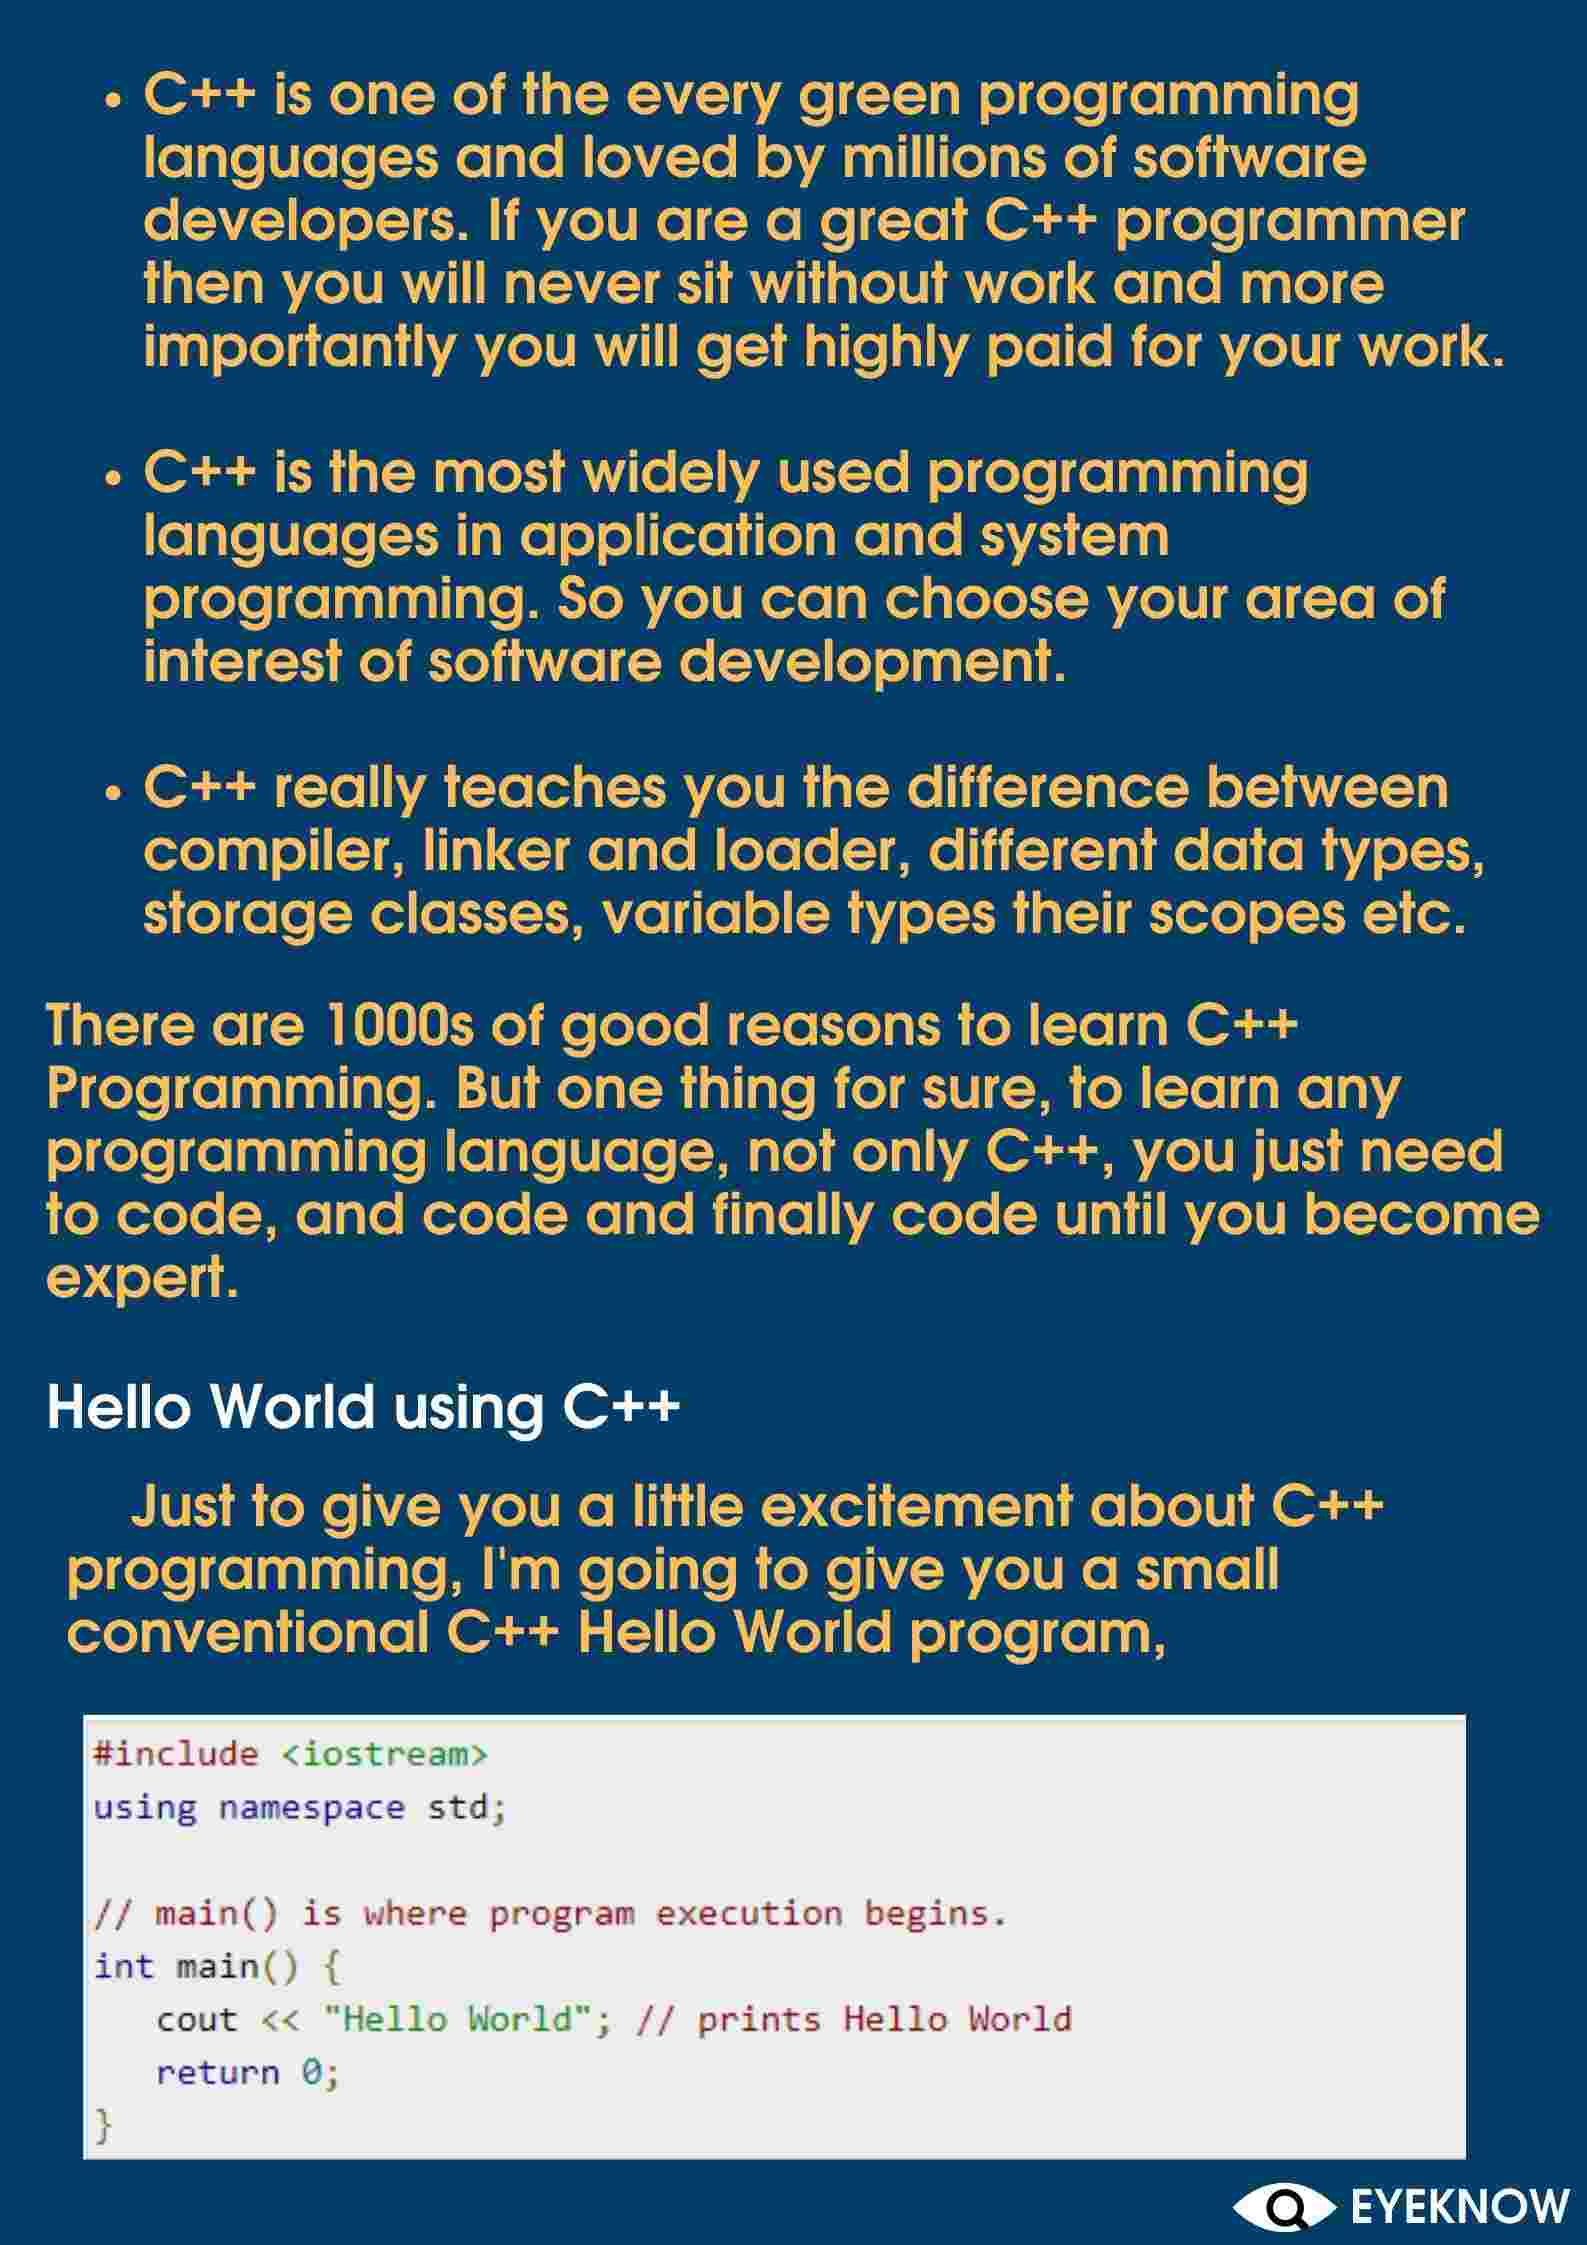 • C++ is one of the every green programming
languages and loved by millions of software
developers. If you are a great C++ programmer
then you will never sit without work and more
importantly you will get highly paid for your work.
• C++ is the most widely used programming
languages in application and system
programming. So you can choose your area of
interest of software development.
• C++ really teaches you the difference between
compiler, linker and loader, different data types,
storage classes, variable types their scopes etc.
There are 1000s of good reasons to learn C++
Programming. But one thing for sure, to learn any
programming language, not only C++, you just need
to code, and code and finally code until you become
expert.
Hello World using C++
Just to give you a little excitement about C++
programming, I'm going to give you a small
conventional C++ Hello World program,
#include <iostream>
using namespace std;
// main() is where program execution begins.
int main() {
   cout << "Hello World"; // prints Hello World
   return 0;
}
EYEKNOW